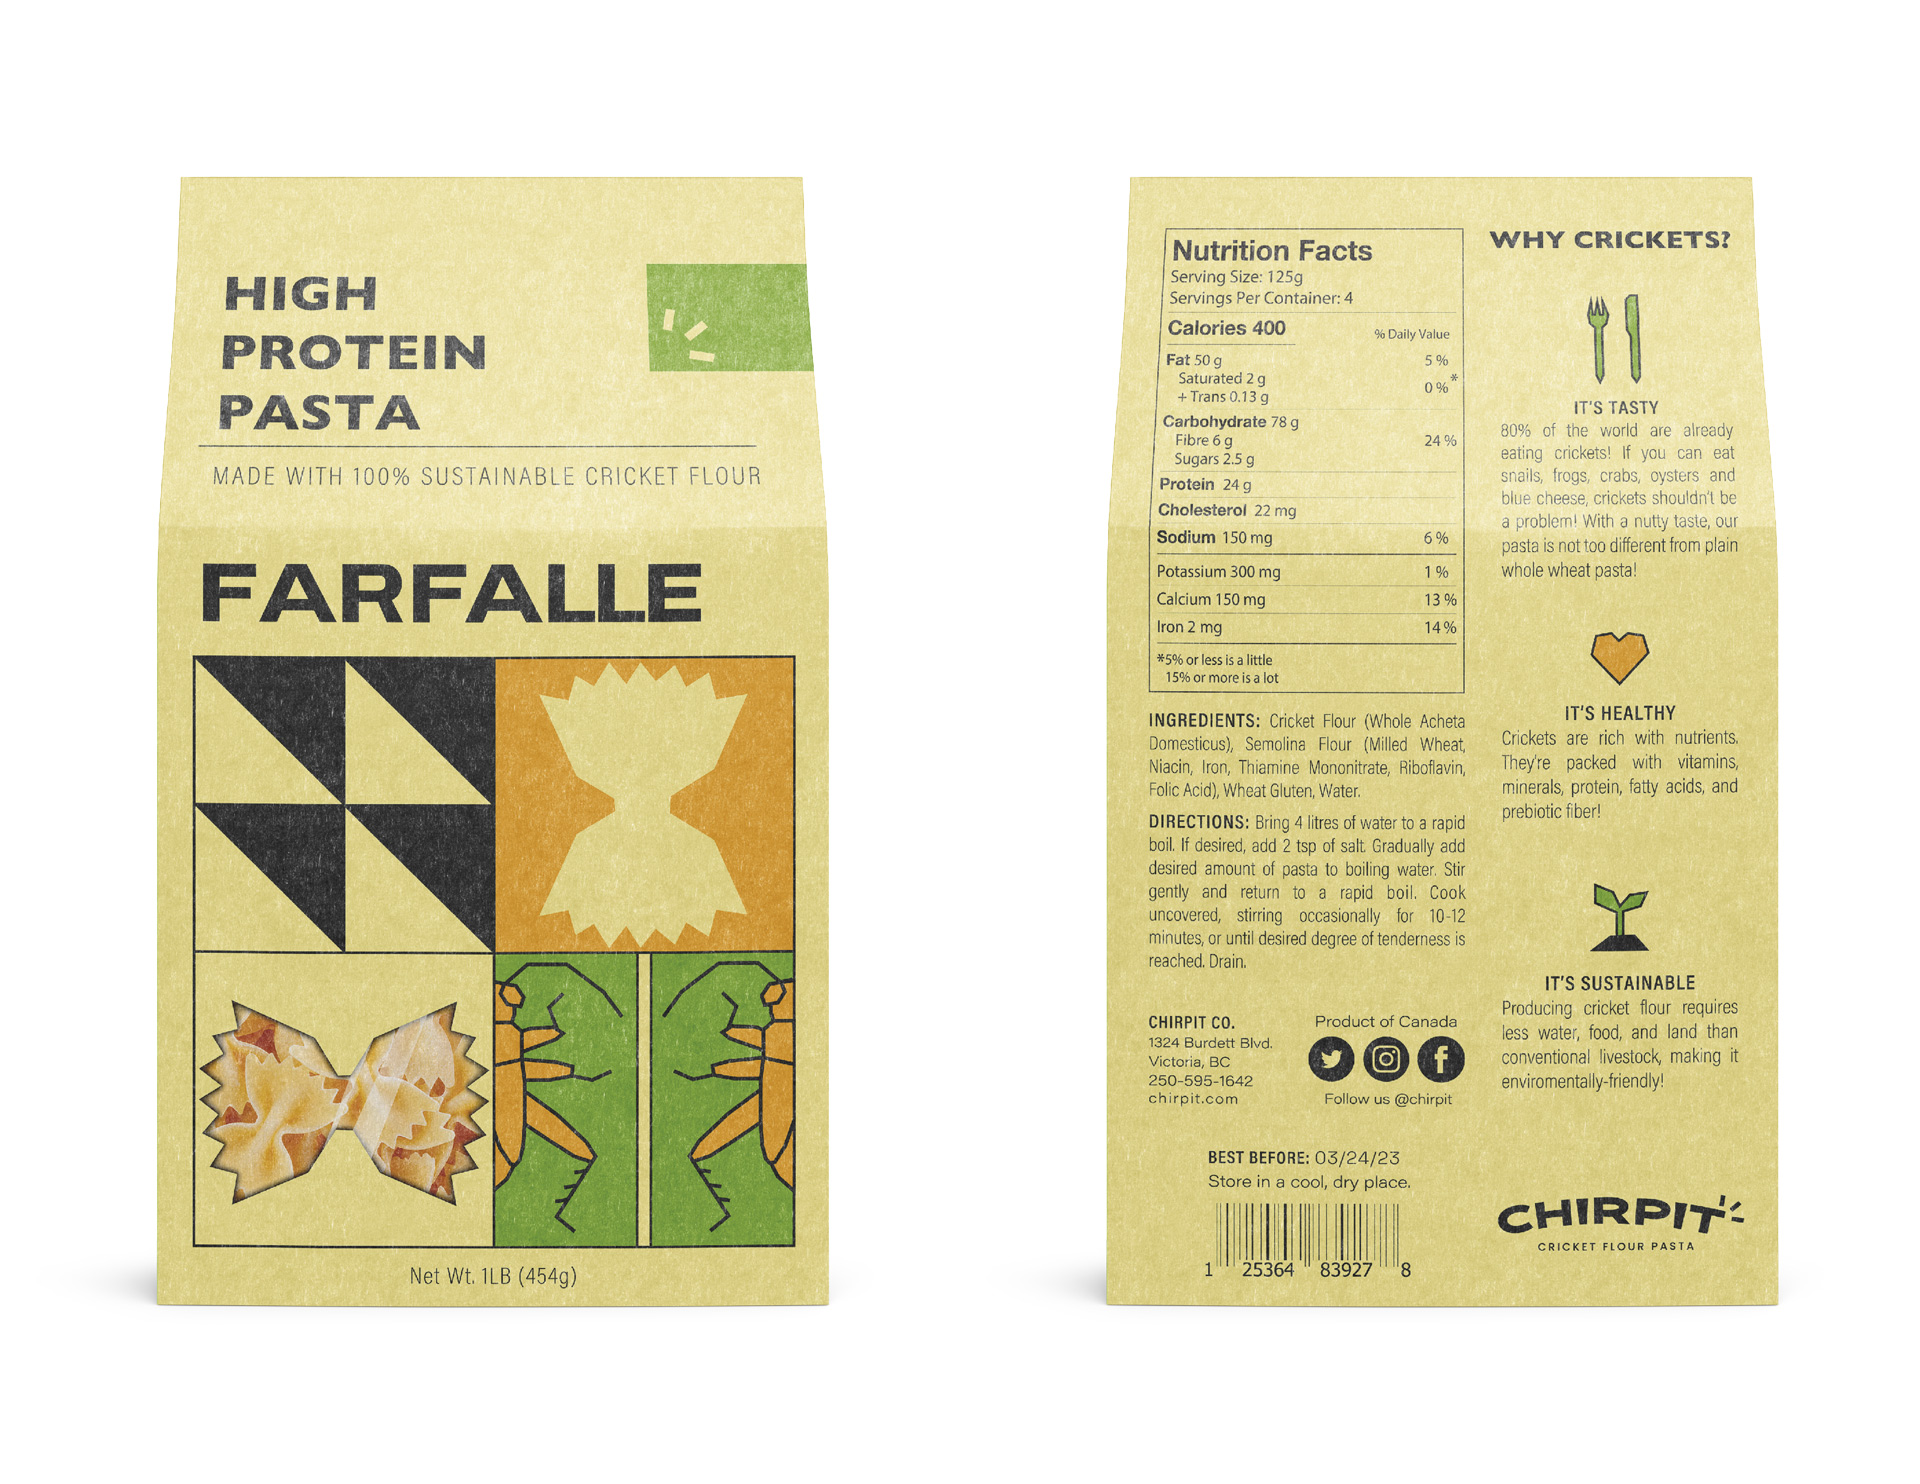 HIGH
PROTEIN
PASTA
MADE WITH 100% SUSTAINABLE CRICKET FLOUR
FARFALLE
Net Wt. 1LB (454g)
Nutrition Facts
Serving Size: 125g
Servings Per Container: 4
Calories 400
% Daily Value
Fat 50 g 5 %
Saturated 2 g
+ Trans 0.13 g
0 %*
Carbohydrate 78 g
Fibre 6 g 24 %
Sugars 2.5 g
Protein 24 g
Cholesterol 22 mg
Sodium 150 mg 6 %
Potassium 300 mg 1 %
Calcium 150 mg 13 %
Iron 2 mg 14 %
*5% or less is a little
15% or more is a lot
INGREDIENTS: Cricket Flour (Whole Acheta
Domesticus), Semolina Flour (Milled Wheat,
Niacin, Iron, Thiamine Mononitrate, Riboflavin,
Folic Acid), Wheat Gluten, Water.
DIRECTIONS: Bring 4 litres of water to a rapid
boil. If desired, add 2 tsp of salt. Gradually add
desired amount of pasta to boiling water. Stir
gently and return to a rapid boil. Cook
uncovered, stirring occasionally for 10-12
minutes, or until desired degree of tenderness is
reached. Drain.
CHIRPIT CO.
1324 Burdett Blvd.
Victoria, BC
250-595-1642
chirpit.com
Product of Canada
Follow us @chirpit
BEST BEFORE: 03/24/23
Store in a cool, dry place.
1 25364 83927 8
WHY CRICKETS?
IT'S TASTY
80% of the world are already
eating crickets! If you can eat
snails, frogs, crabs, oysters and
blue cheese, crickets shouldn't be
a problem! With a nutty taste, our
pasta is not too different from plain
whole wheat pasta!
IT'S HEALTHY
Crickets are rich with nutrients.
They're packed with vitamins,
minerals, protein, fatty acids, and
prebiotic fiber!
IT'S SUSTAINABLE
Producing cricket flour requires
less water, food, and land than
conventional livestock, making it
enviromentally-friendly!
CHIRPIT
CRICKET FLOUR PASTA